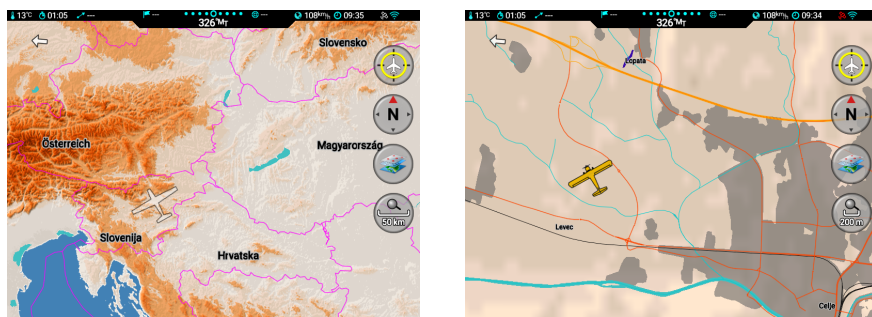 13°C 01:05 --- --- --- 108km/h 09:35
326°MT
Slovensko
N
Österreich
Magyarország
50 km
Slovenija
Hrvatska
13°C 01:05 --- --- --- 108km/h 09:34
326°MT
Lopata
N
200 m
Levec
Celje